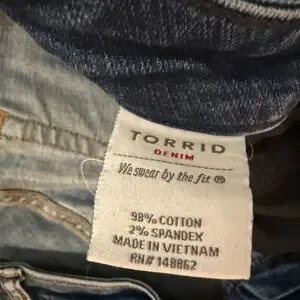 TORRID
DENIM
We swear by the fit ®
98% COTTON
2% SPANDEX
MADE IN VIETNAM
RN# 148862